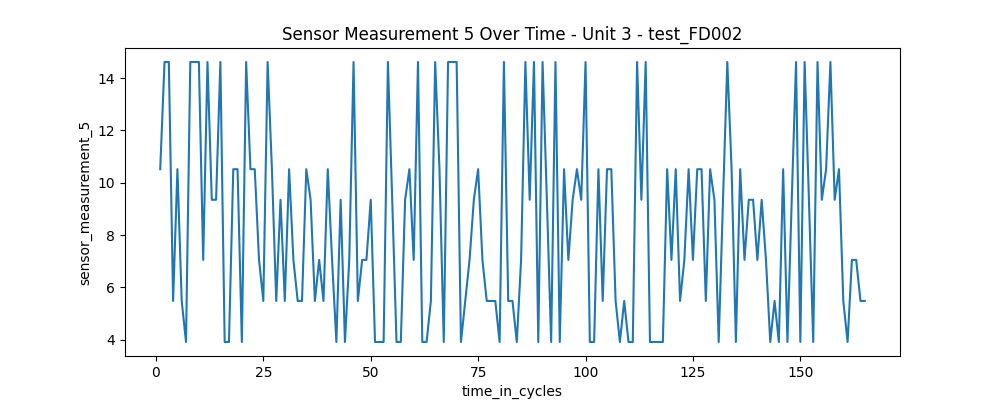 Sensor Measurement 5 Over Time - Unit 3 - test_FD002
sensor_measurement_5
14
12
10
8
6
4
0 25 50 75 100 125 150
time_in_cycles